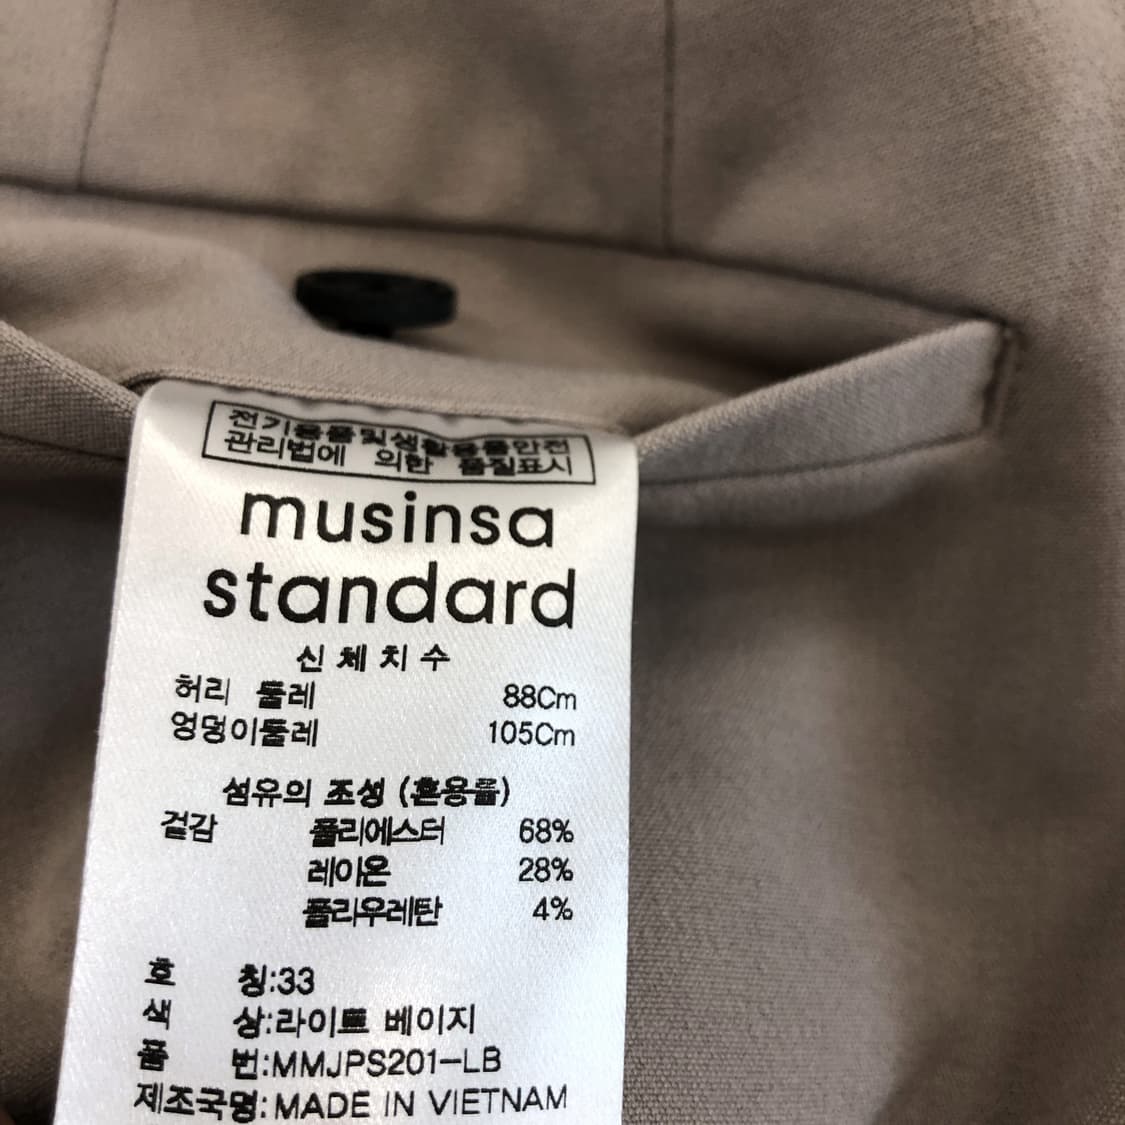 전기용품및생활용품안전
관리법에 의한 품질표시
musinsa
standard
신체치수
허리 둘레 88Cm
엉덩이둘레 105Cm
섬유의 조성 (혼용률)
겉감 폴리에스터 68%
레이온 28%
폴리우레탄 4%
호 칭:33
색 상:라이트 베이지
품 번:MMJPS201-LB
제조국명:MADE IN VIETNAM